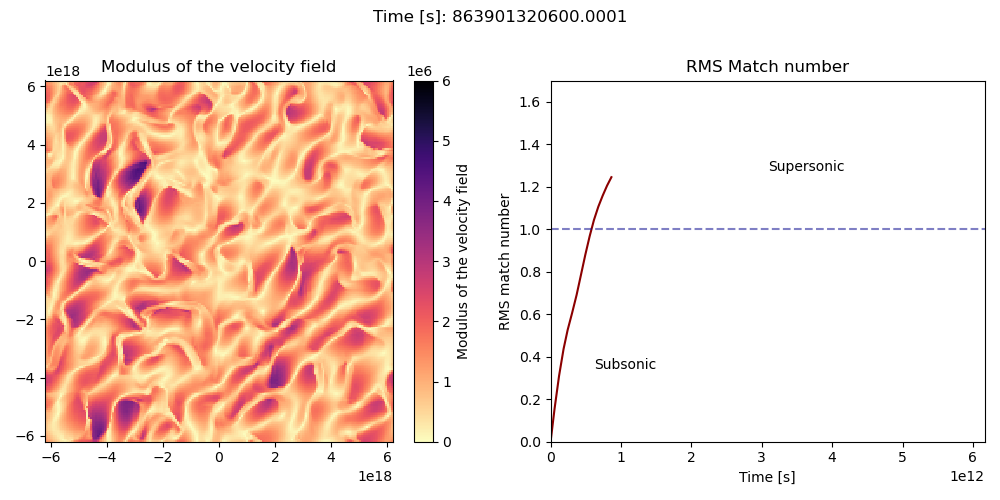 Time [s]: 863901320600.0001
Modulus of the velocity field
1e18
6
4
2
0
−2
−4
−6
−6 −4 −2 0 2 4 6
1e18
1e6
6
5
4
3
2
1
0
Modulus of the velocity field
RMS Match number
RMS match number
1.6
1.4
1.2
1.0
0.8
0.6
0.4
0.2
0.0
Supersonic
Subsonic
0 1 2 3 4 5 6
Time [s]
1e12